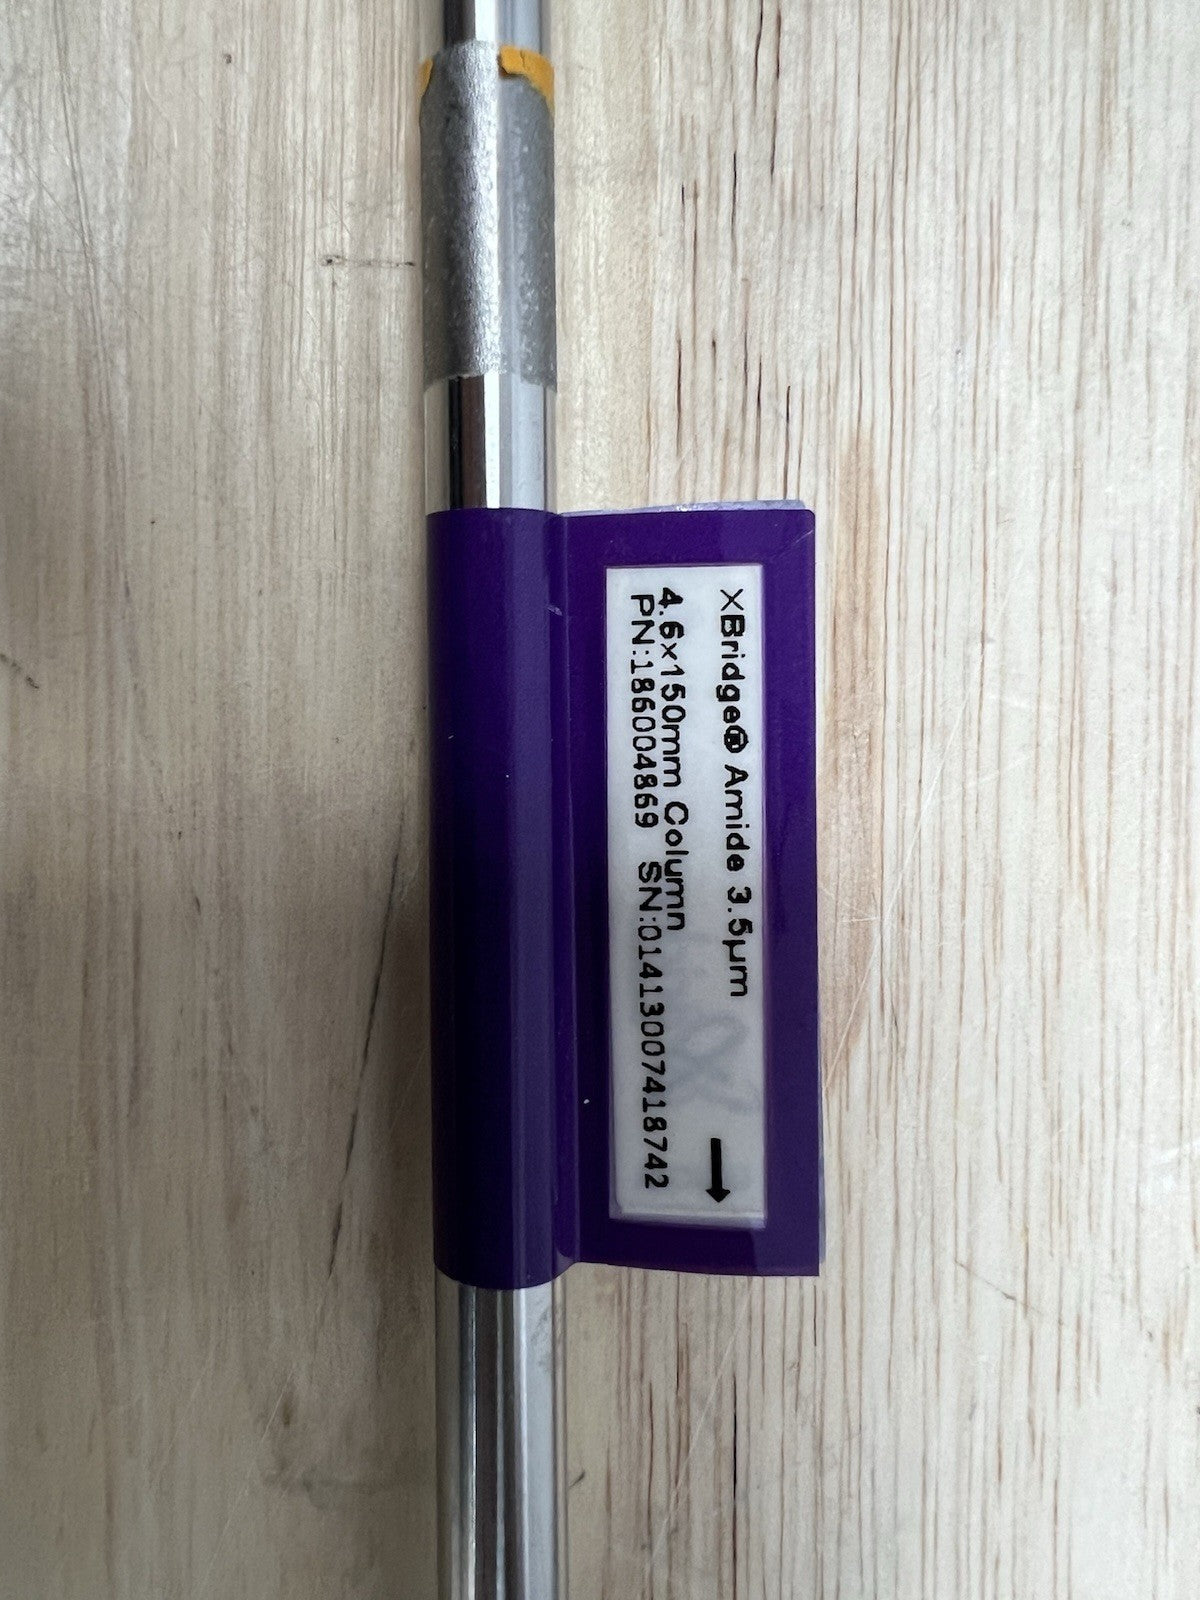 XBridge® Amide 3.5μm
4.6x150mm Column
PN:186004869 SN:01413007418742